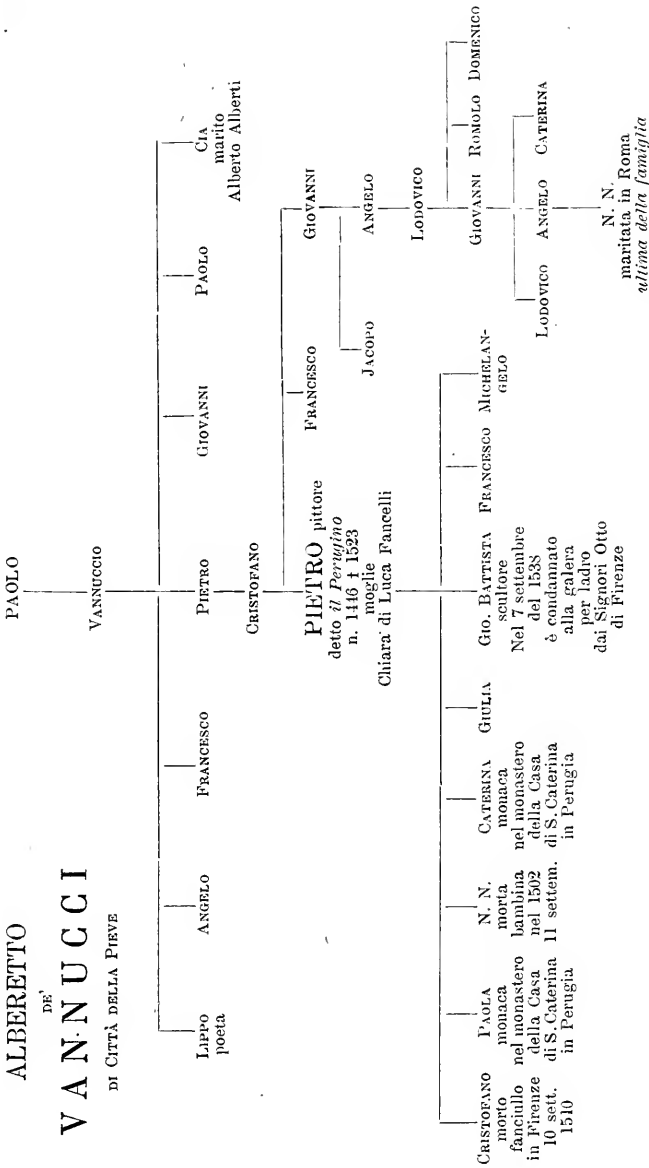 ALBERETTO
DE'
VANNUCCI
DI CITTÀ DELLA PIEVE
PAOLO
VANNUCCIO
LIPPO
poeta
ANGELO
FRANCESCO
PIETRO
GIOVANNI
PAOLO
CIA
marito
Alberto Alberti
CRISTOFANO
PIETRO pittore
detto il Perugino
n. 1446 † 1523
moglie
Chiara di Luca Fancelli
FRANCESCO
GIOVANNI
JACOPO
ANGELO
LODOVICO
GIOVANNI
ROMOLO
DOMENICO
LODOVICO
ANGELO
CATERINA
N. N.
maritata in Roma
ultima della famiglia
CRISTOFANO
morto
fanciullo
in Firenze
10 sett.
1510
PAOLA
monaca
nel monastero
della Casa
di S. Caterina
in Perugia
N. N.
morta
bambina
nel 1502
11 settem.
CATERINA
monaca
nel monastero
della Casa
di S. Caterina
in Perugia
GIULIA
GIO. BATTISTA
scultore
Nel 7 settembre
del 1538
è condannato
alla galera
per ladro
dai Signori Otto
di Firenze
FRANCESCO
MICHELAN-
GELO